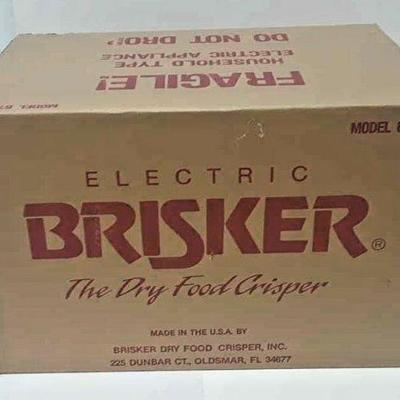 FRAGILE!
HOUSEHOLD TYPE
ELECTRIC APPLIANCE
DO NOT DROP
MODEL
MODEL
ELECTRIC
BRISKER®
The Dry Food Crisper
MADE IN THE U.S.A. BY
BRISKER DRY FOOD CRISPER, INC.
225 DUNBAR CT., OLDSMAR, FL 34677